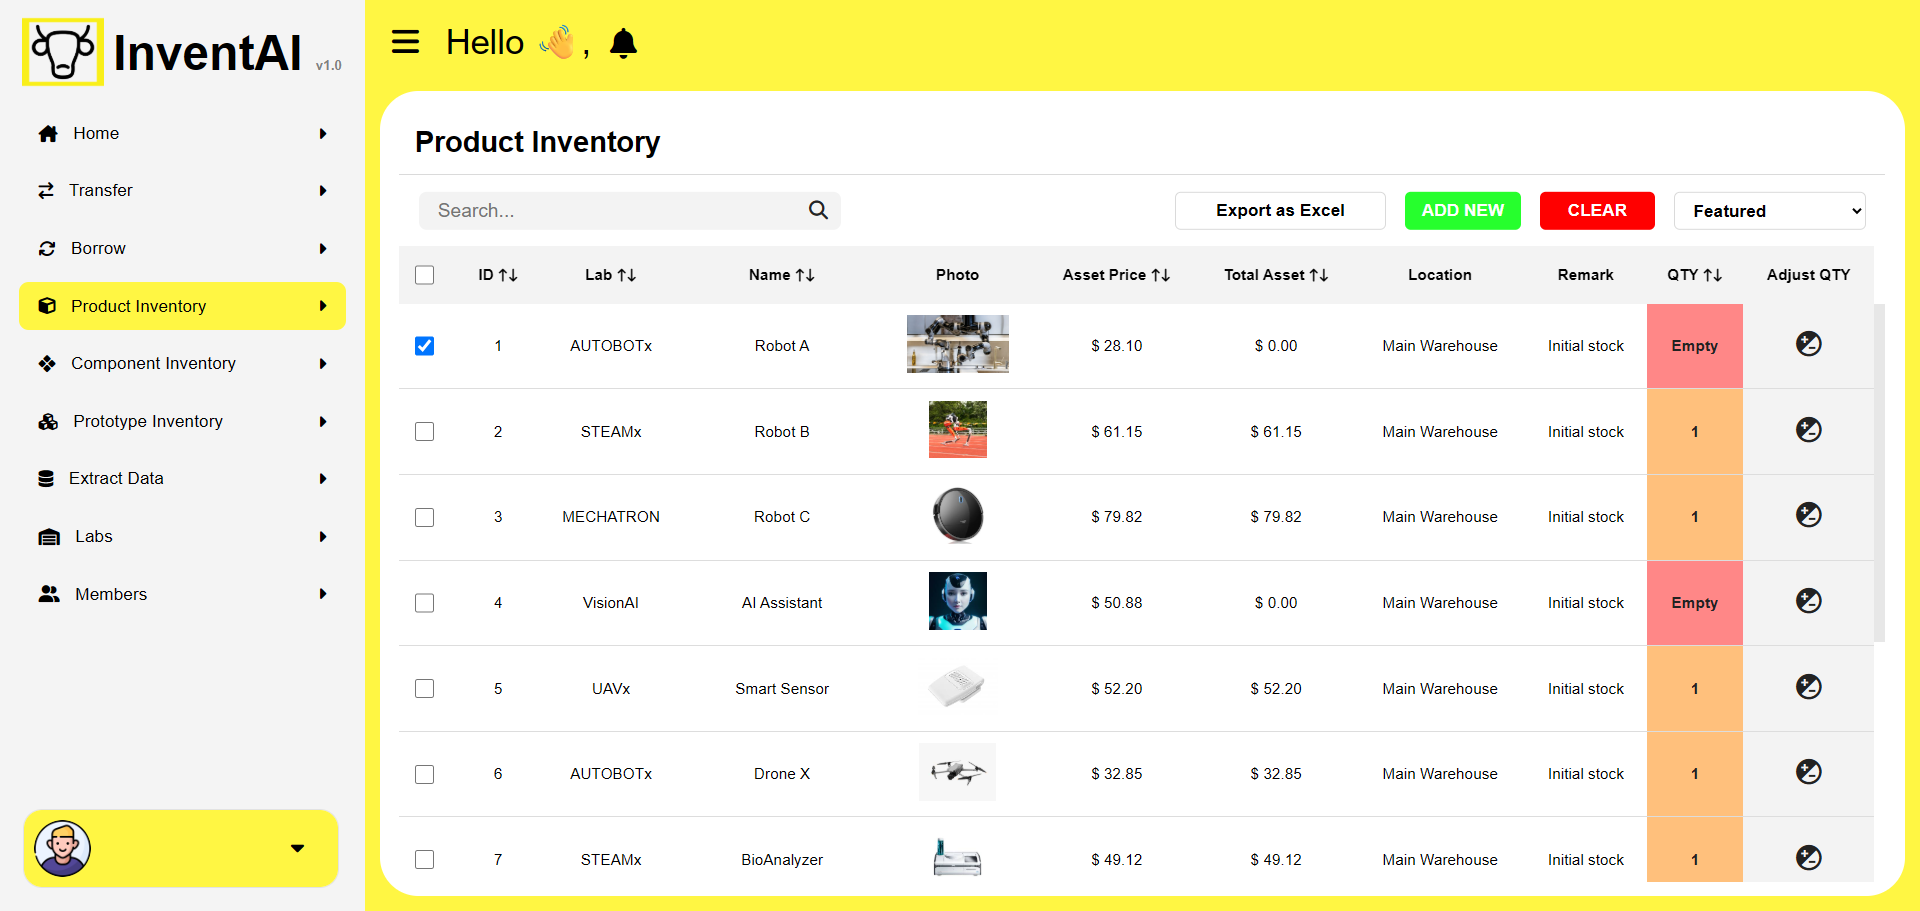 InventAI v1.0
Hello 👋 ,
Home
Transfer
Borrow
Product Inventory
Component Inventory
Prototype Inventory
Extract Data
Labs
Members
Product Inventory
Search...
Export as Excel
ADD NEW
CLEAR
Featured
ID ↑↓ Lab ↑↓ Name ↑↓ Photo Asset Price ↑↓ Total Asset ↑↓ Location Remark QTY ↑↓ Adjust QTY
1 AUTOBOTx Robot A $ 28.10 $ 0.00 Main Warehouse Initial stock Empty
2 STEAMx Robot B $ 61.15 $ 61.15 Main Warehouse Initial stock 1
3 MECHATRON Robot C $ 79.82 $ 79.82 Main Warehouse Initial stock 1
4 VisionAI AI Assistant $ 50.88 $ 0.00 Main Warehouse Initial stock Empty
5 UAVx Smart Sensor $ 52.20 $ 52.20 Main Warehouse Initial stock 1
6 AUTOBOTx Drone X $ 32.85 $ 32.85 Main Warehouse Initial stock 1
7 STEAMx BioAnalyzer $ 49.12 $ 49.12 Main Warehouse Initial stock 1